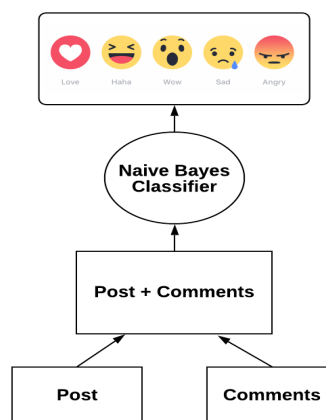 Love Haha Wow Sad Angry
Naive Bayes
Classifier
Post + Comments
Post Comments